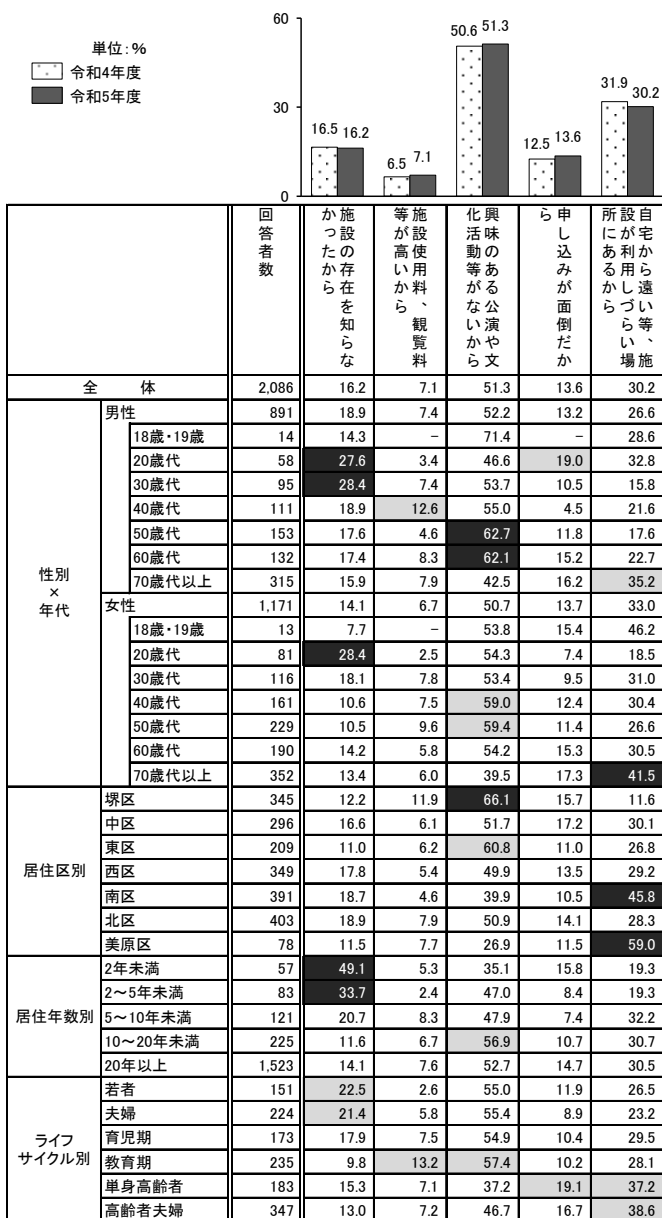 単位：％
令和4年度
令和5年度
60
30
0
16.5 16.2
6.5 7.1
50.6 51.3
12.5 13.6
31.9 30.2
回答者数
施設の存在を知らな
かったから
施設使用料、観覧料
等が高いから
興味のある公演や文
化活動等がないから
申し込みが面倒だか
ら
自宅から遠い等、施
設が利用しづらい場
所にあるから
全 体 2,086 16.2 7.1 51.3 13.6 30.2
性別
×
年代
男性 891 18.9 7.4 52.2 13.2 26.6
18歳・19歳 14 14.3 － 71.4 － 28.6
20歳代 58 27.6 3.4 46.6 19.0 32.8
30歳代 95 28.4 7.4 53.7 10.5 15.8
40歳代 111 18.9 12.6 55.0 4.5 21.6
50歳代 153 17.6 4.6 62.7 11.8 17.6
60歳代 132 17.4 8.3 62.1 15.2 22.7
70歳代以上 315 15.9 7.9 42.5 16.2 35.2
女性 1,171 14.1 6.7 50.7 13.7 33.0
18歳・19歳 13 7.7 － 53.8 15.4 46.2
20歳代 81 28.4 2.5 54.3 7.4 18.5
30歳代 116 18.1 7.8 53.4 9.5 31.0
40歳代 161 10.6 7.5 59.0 12.4 30.4
50歳代 229 10.5 9.6 59.4 11.4 26.6
60歳代 190 14.2 5.8 54.2 15.3 30.5
70歳代以上 352 13.4 6.0 39.5 17.3 41.5
居住区別
堺区 345 12.2 11.9 66.1 15.7 11.6
中区 296 16.6 6.1 51.7 17.2 30.1
東区 209 11.0 6.2 60.8 11.0 26.8
西区 349 17.8 5.4 49.9 13.5 29.2
南区 391 18.7 4.6 39.9 10.5 45.8
北区 403 18.9 7.9 50.9 14.1 28.3
美原区 78 11.5 7.7 26.9 11.5 59.0
居住年数別
2年未満 57 49.1 5.3 35.1 15.8 19.3
2～5年未満 83 33.7 2.4 47.0 8.4 19.3
5～10年未満 121 20.7 8.3 47.9 7.4 32.2
10～20年未満 225 11.6 6.7 56.9 10.7 30.7
20年以上 1,523 14.1 7.6 52.7 14.7 30.5
ライフ
サイクル別
若者 151 22.5 2.6 55.0 11.9 26.5
夫婦 224 21.4 5.8 55.4 8.9 23.2
育児期 173 17.9 7.5 54.9 10.4 29.5
教育期 235 9.8 13.2 57.4 10.2 28.1
単身高齢者 183 15.3 7.1 37.2 19.1 37.2
高齢者夫婦 347 13.0 7.2 46.7 16.7 38.6